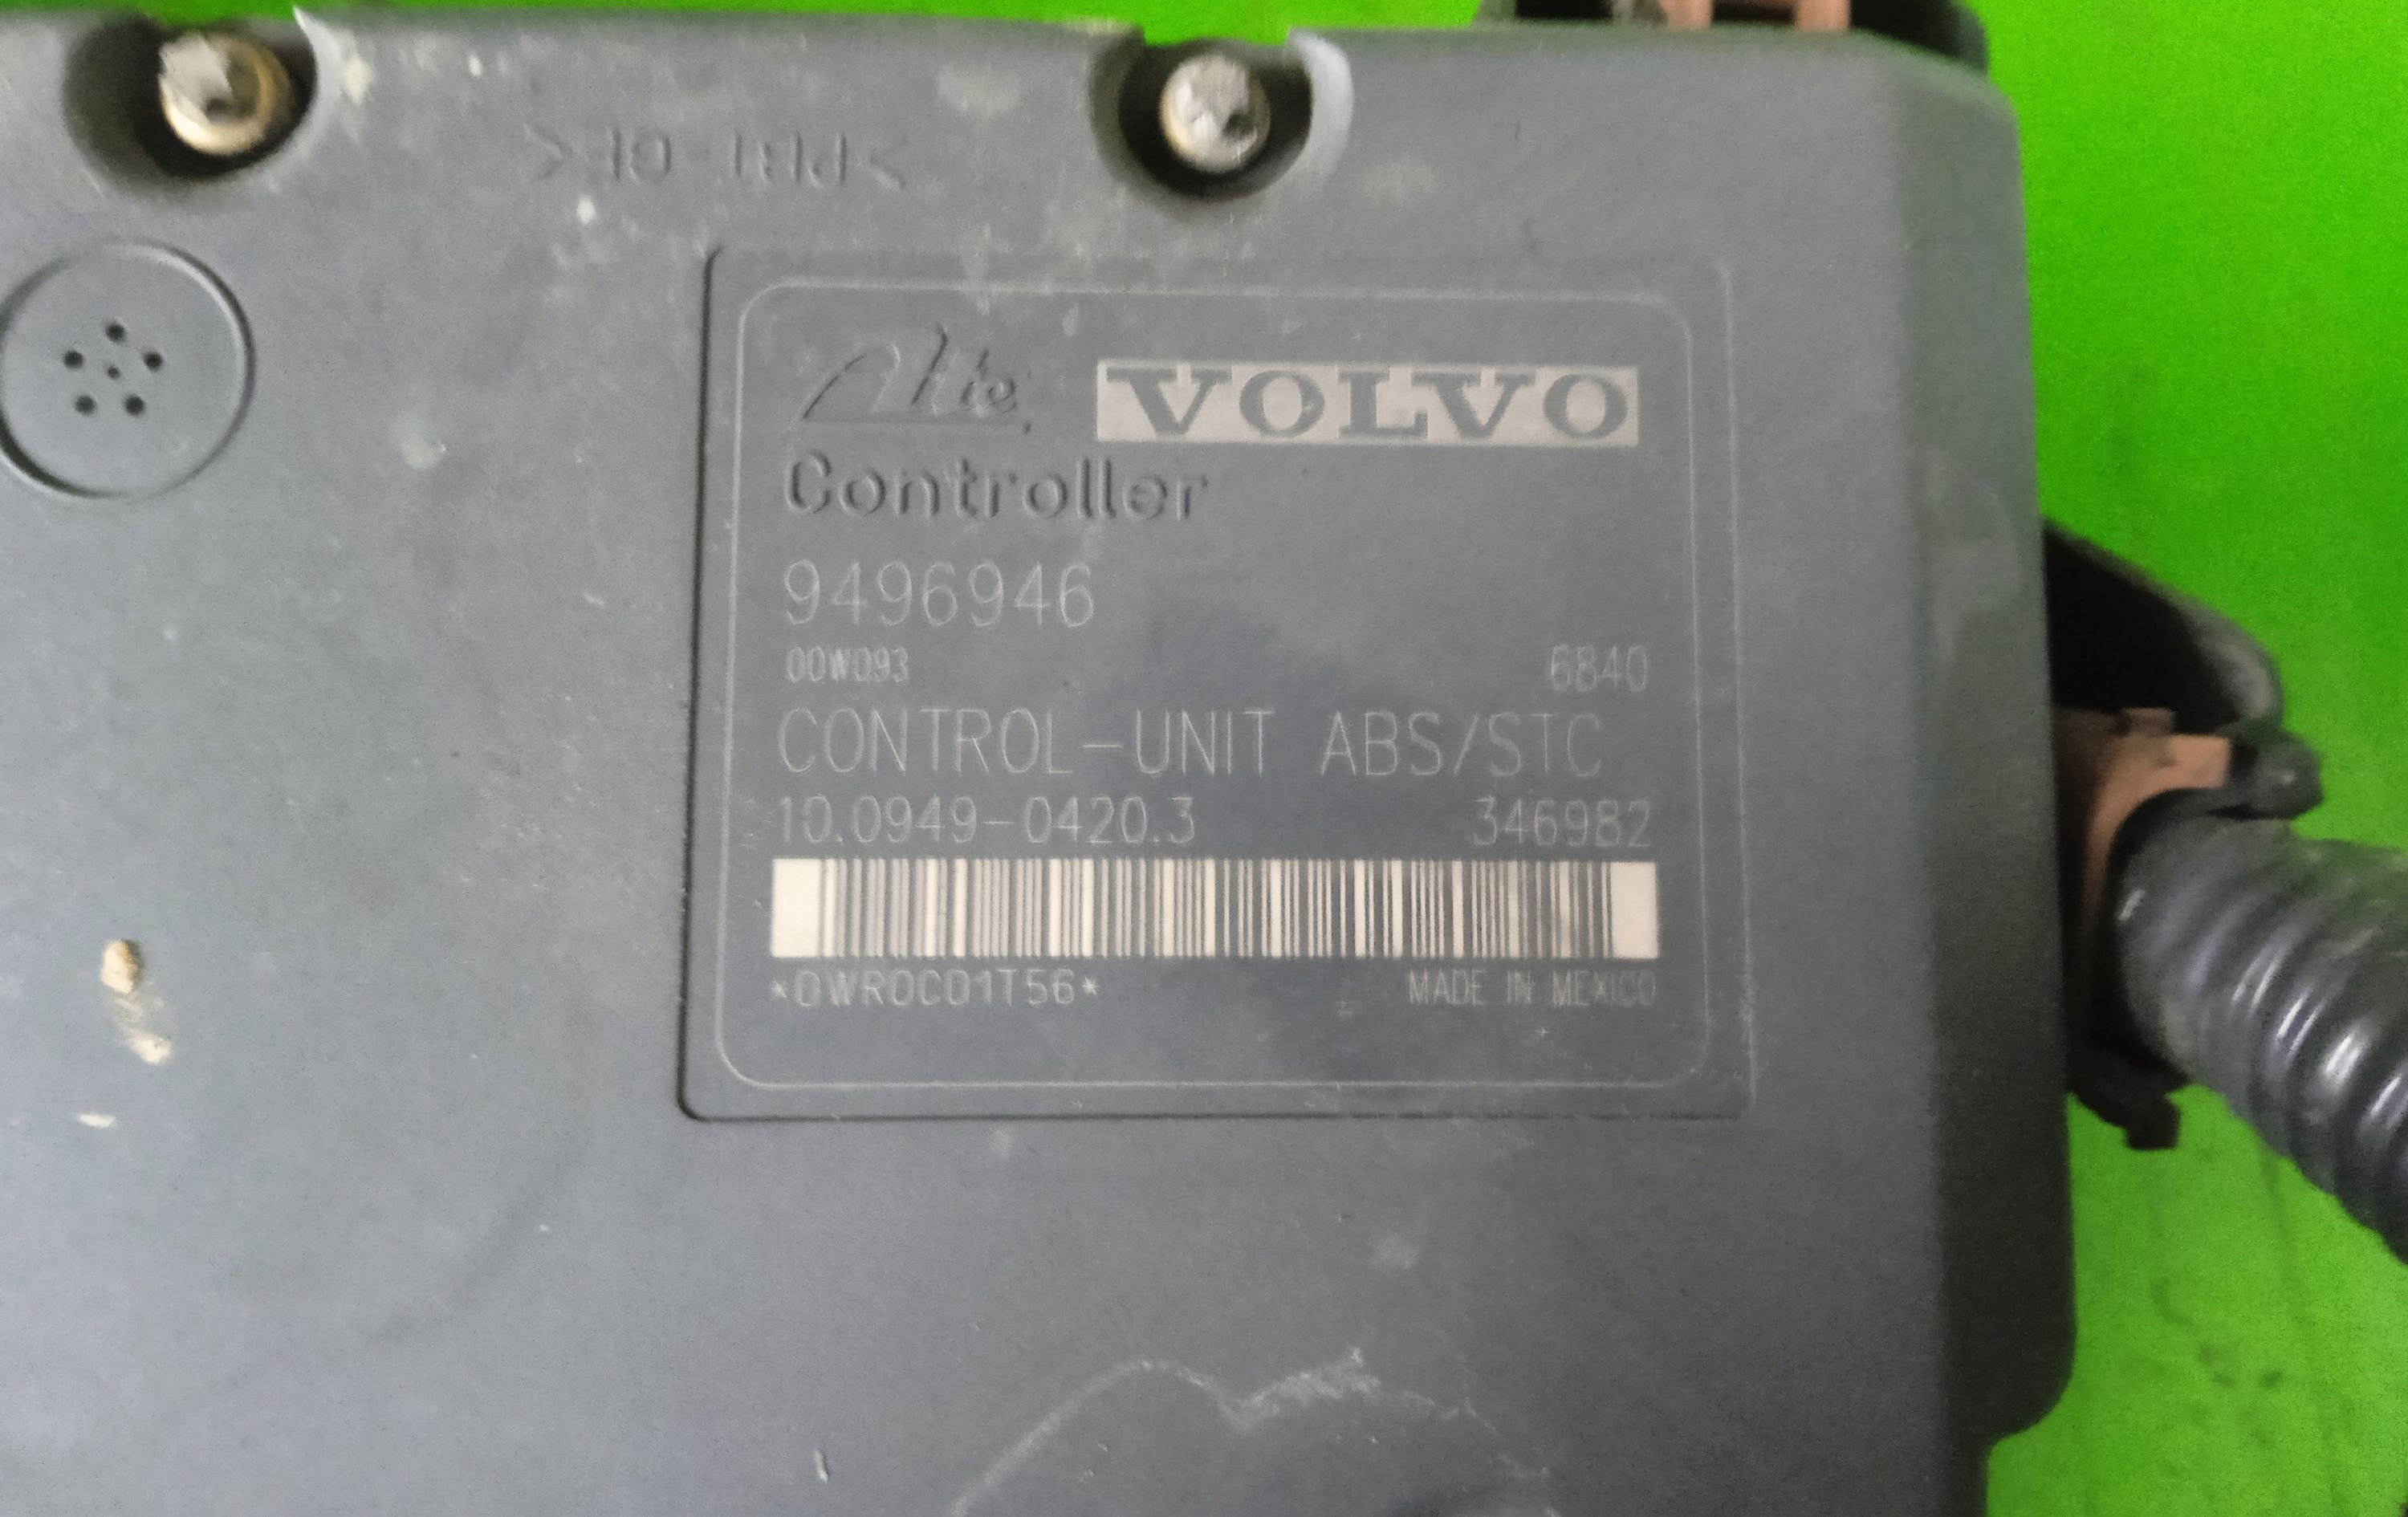 >PBT GF<
Ate VOLVO
Controller
9496946
00W093 6840
CONTROL-UNIT ABS/STC
10.0949-0420.3 346982
*0WR0C01T56* MADE IN MEXICO